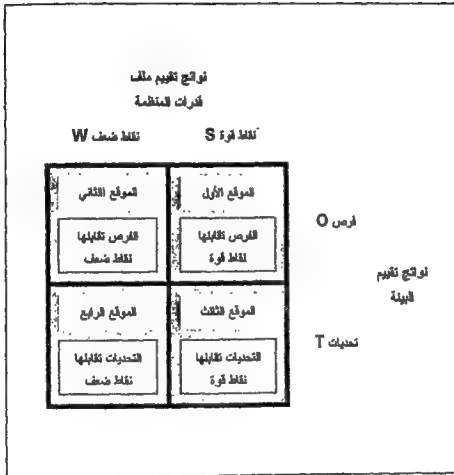 نواتج تقييم ملف
قدرات المنظمة
نقاط قوة S
نقاط ضعف W
الموقع الأول
الموقع الثاني
الفرص تقابلها
نقاط قوة
الفرص تقابلها
نقاط ضعف
فرص O
نواتج تقييم
البيئة
الموقع الثالث
الموقع الرابع
التحديات تقابلها
نقاط قوة
التحديات تقابلها
نقاط ضعف
تحديات T